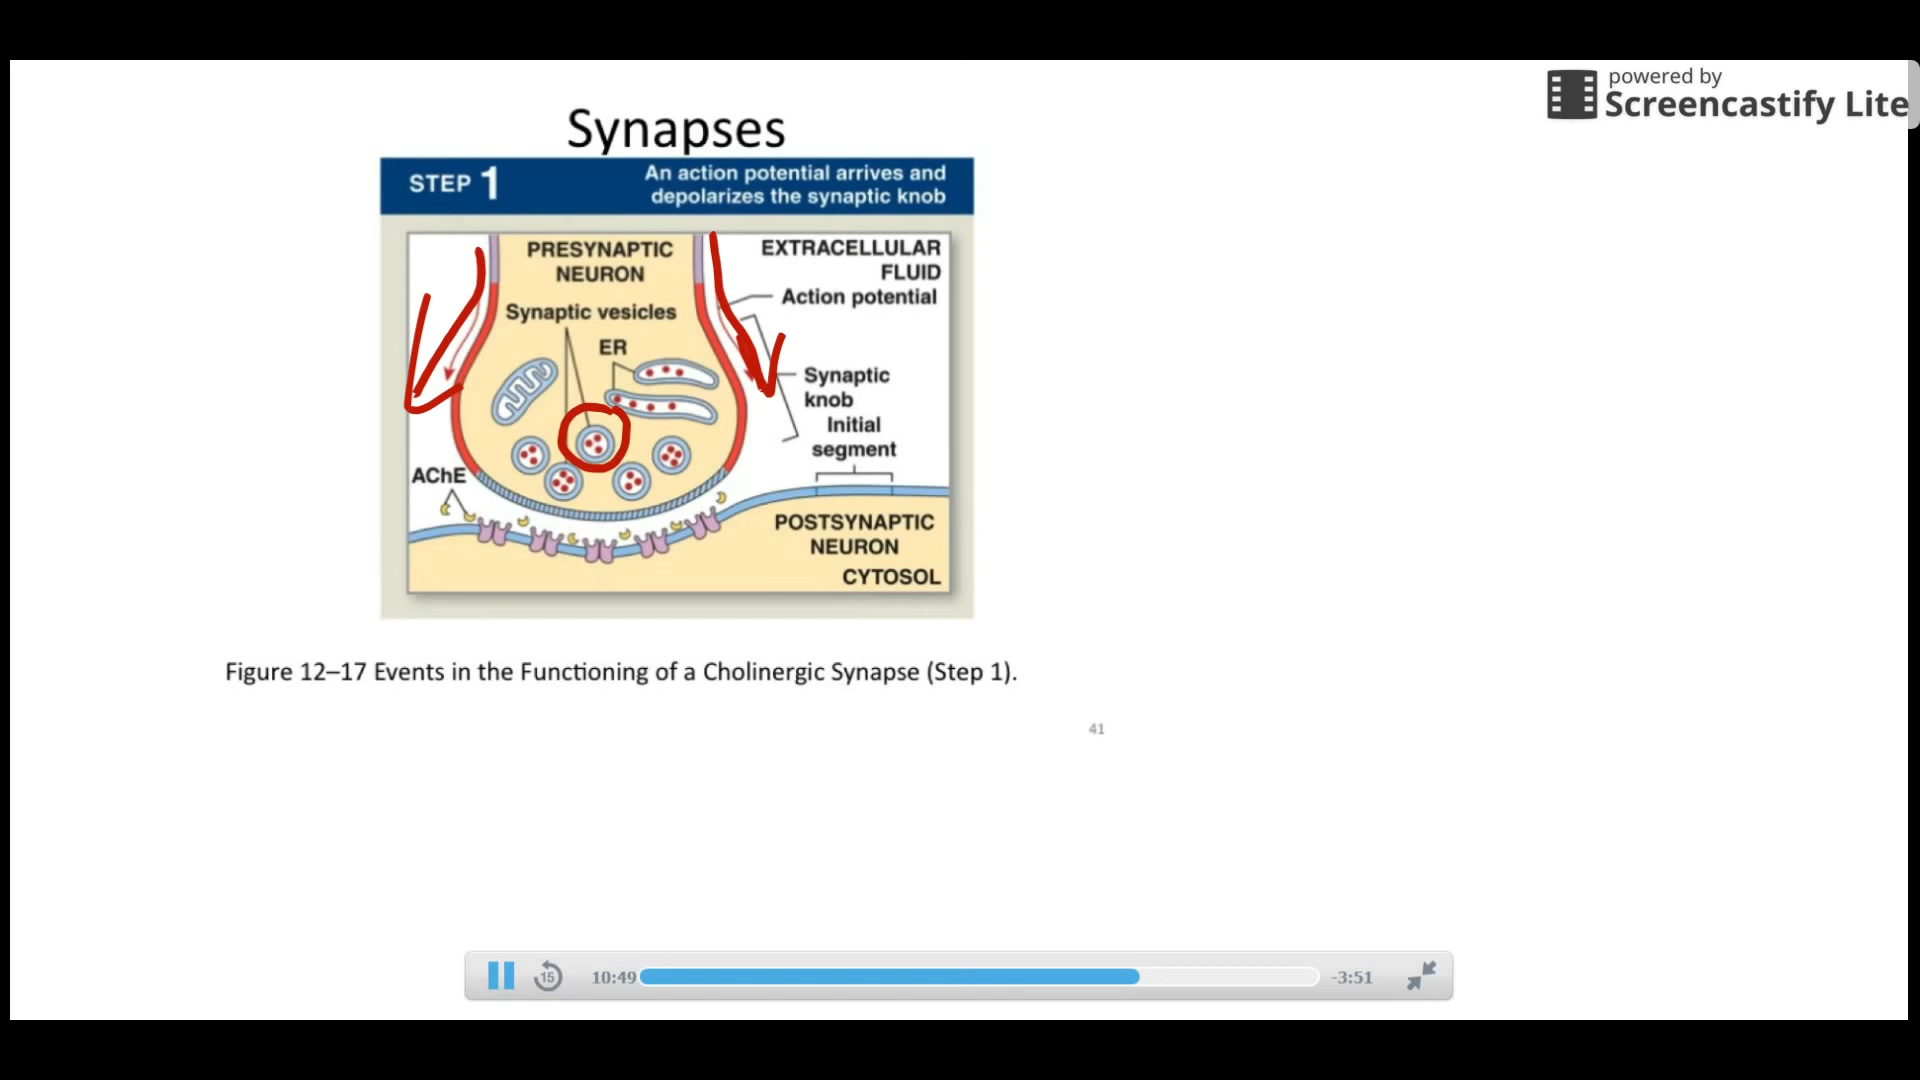 powered by
Screencastify Lite
Synapses
STEP 1
An action potential arrives and
depolarizes the synaptic knob
PRESYNAPTIC
NEURON
EXTRACELLULAR
FLUID
Action potential
Synaptic vesicles
ER
Synaptic
knob
Initial
segment
AChE
POSTSYNAPTIC
NEURON
CYTOSOL
Figure 12–17 Events in the Functioning of a Cholinergic Synapse (Step 1).
41
15
10:49
-3:51